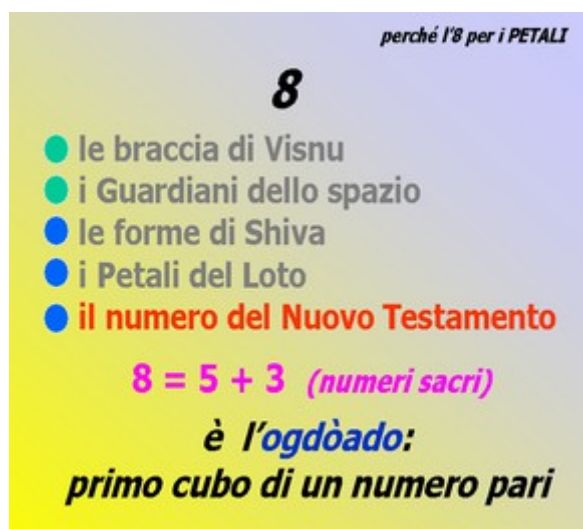 perché l'8 per i PETALI
8
le braccia di Visnu
i Guardiani dello spazio
le forme di Shiva
i Petali del Loto
il numero del Nuovo Testamento
8 = 5 + 3 (numeri sacri)
è l'ogdòado:
primo cubo di un numero pari